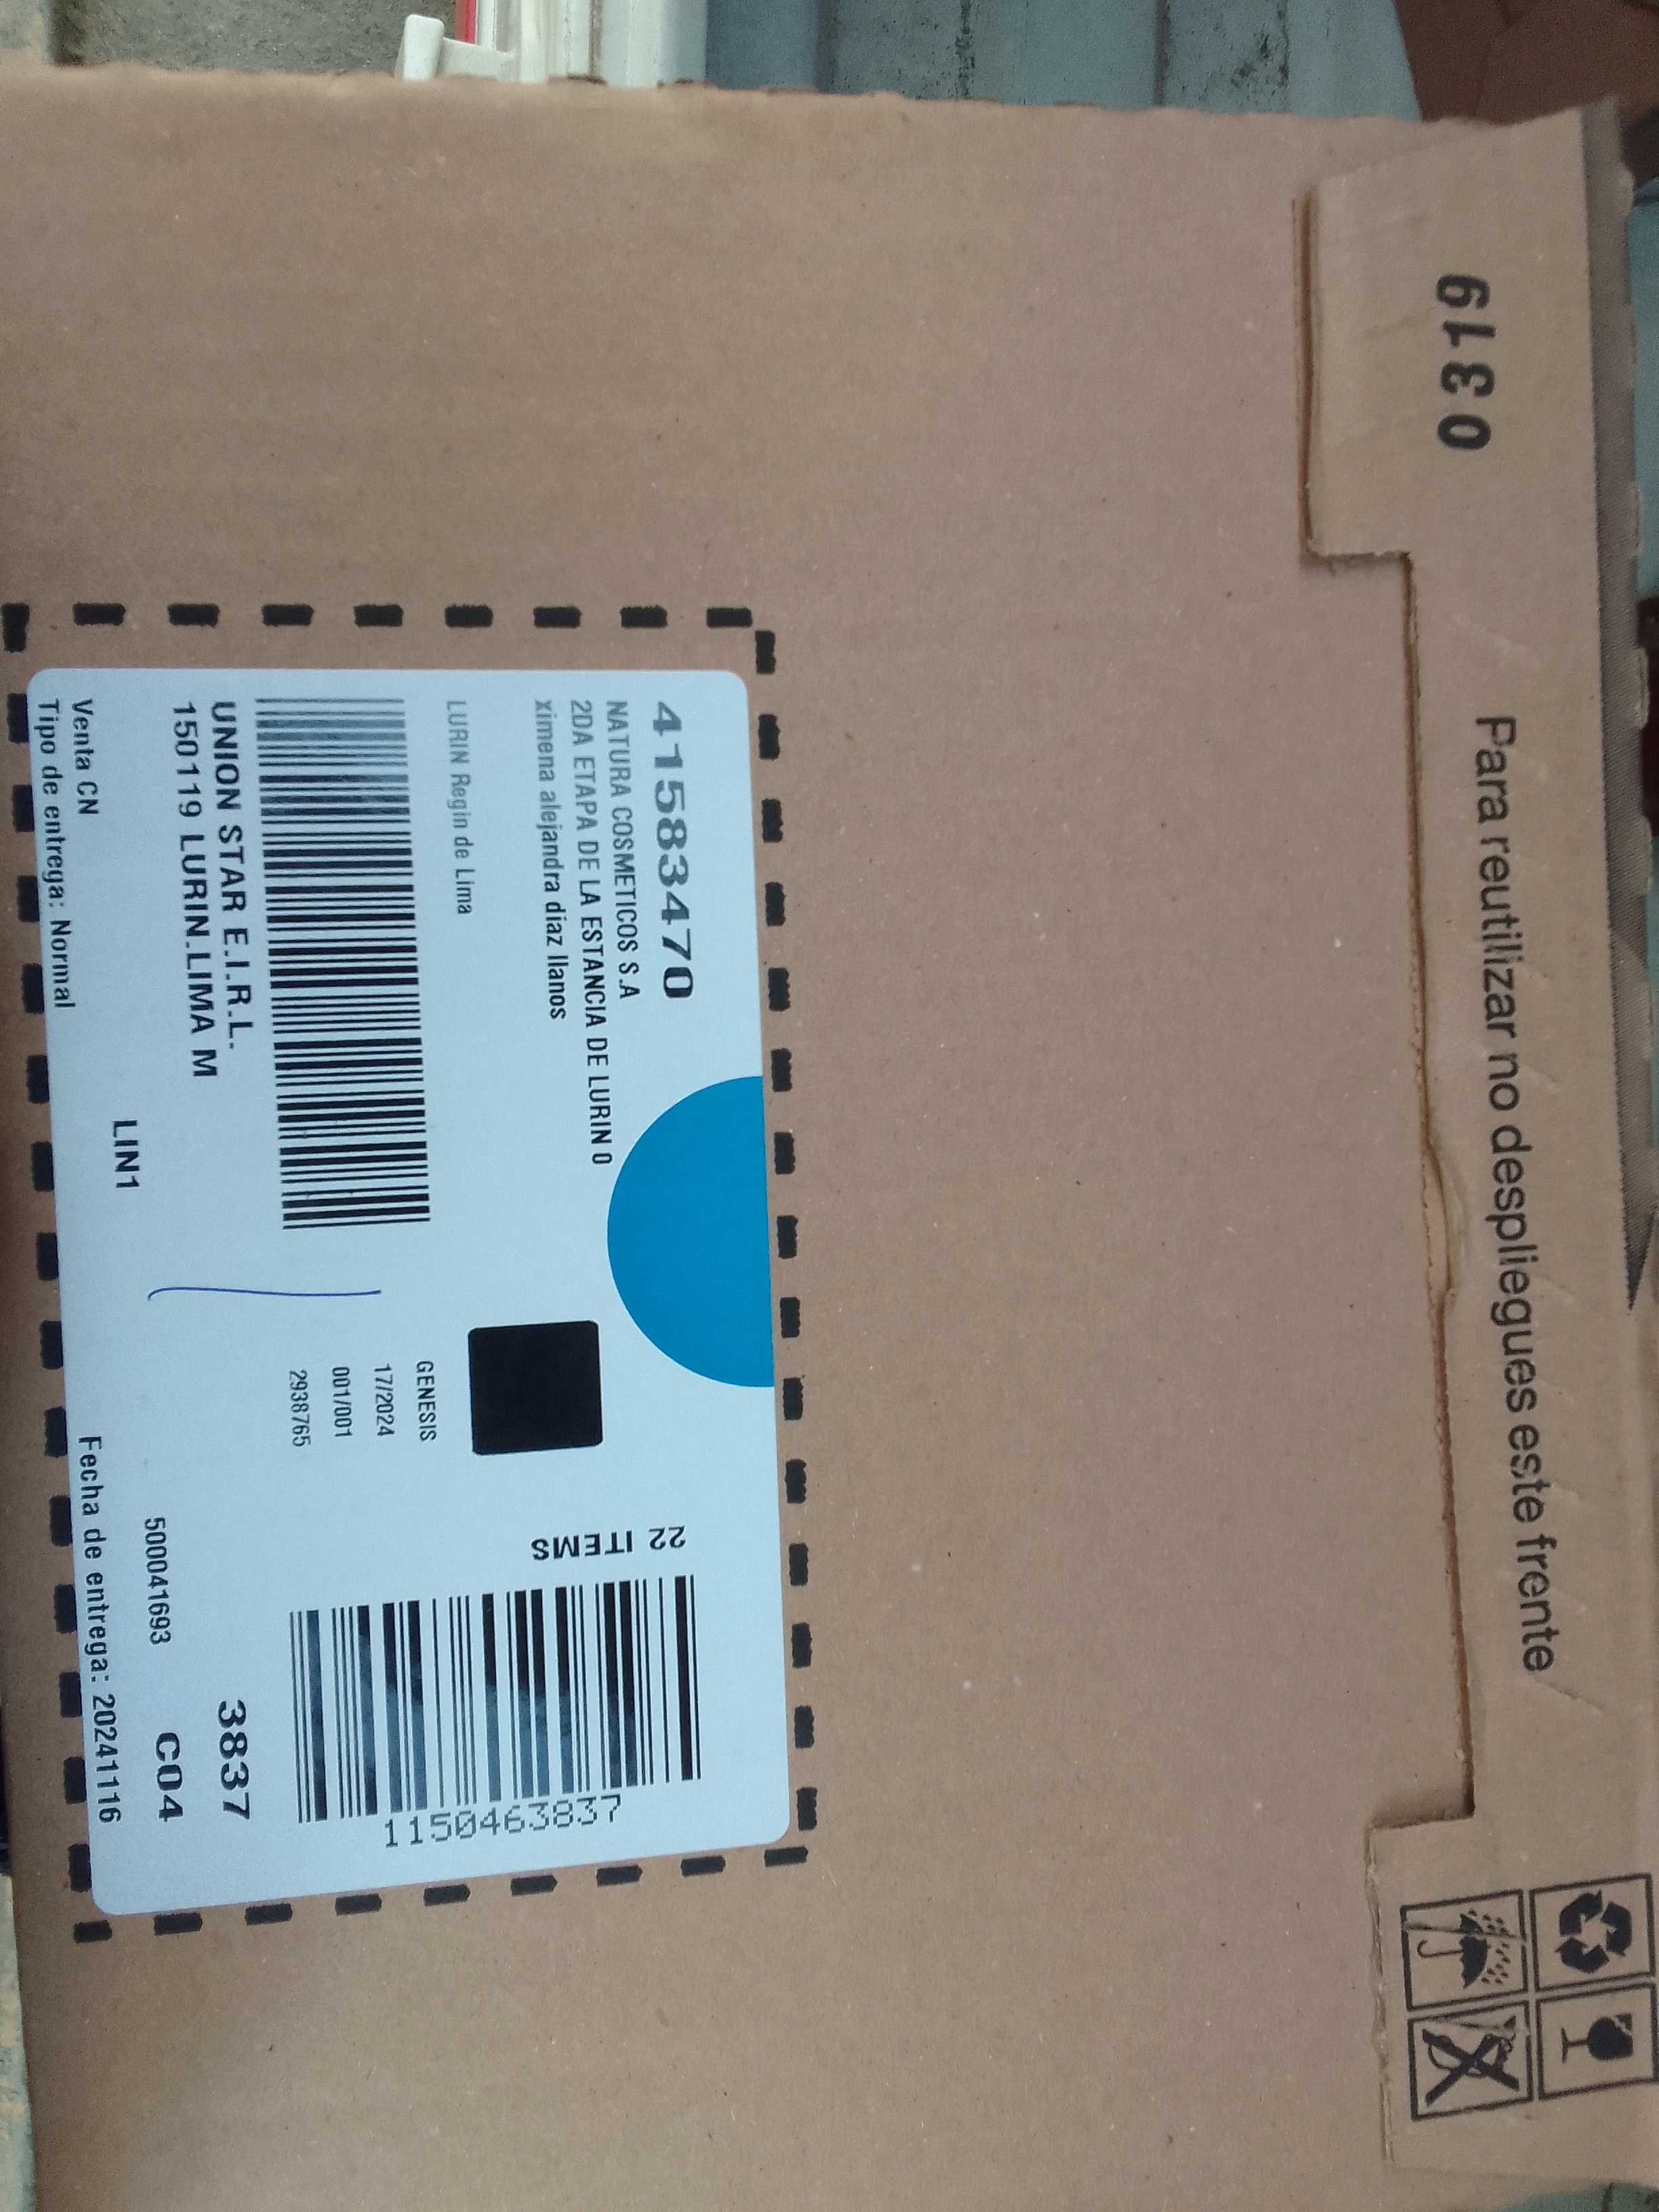 0319
Para reutilizar no despliegues este frente
41583470
NATURA COSMETICOS S.A
2DA ETAPA DE LA ESTANCIA DE LURIN 0
ximena alejandra diaz llanos
LURIN Regin de Lima
UNION STAR E.I.R.L.
150119 LURIN.LIMA M
LIN1
Venta CN
Tipo de entrega: Normal
GENESIS
17/2024
001/001
2938765
22 ITEMS
1150463837
3837
500041693 C04
Fecha de entrega: 20241116